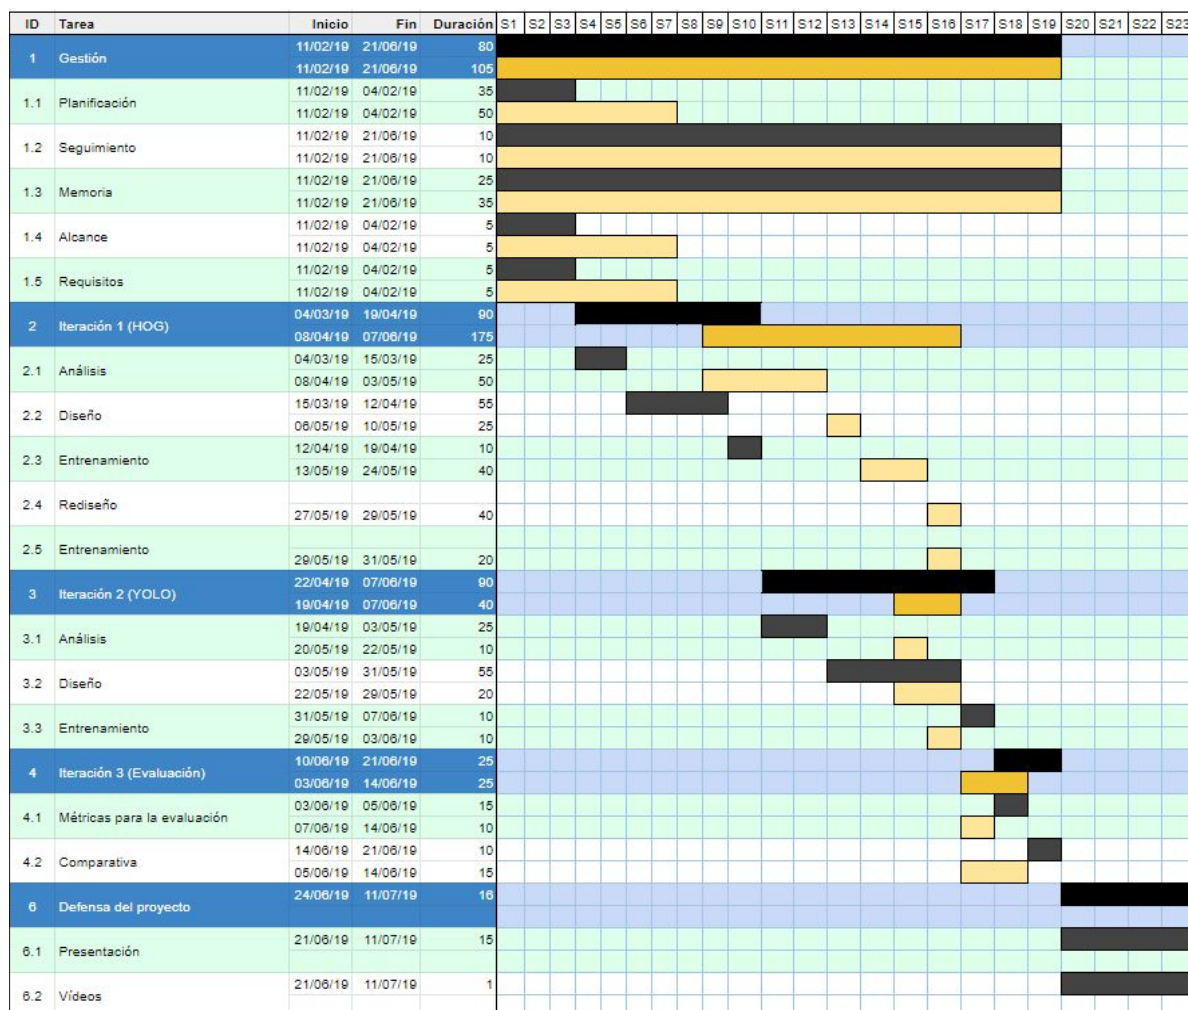 ID Tarea Inicio Fin Duración S1 S2 S3 S4 S5 S6 S7 S8 S9 S10 S11 S12 S13 S14 S15 S16 S17 S18 S19 S20 S21 S22 S23
1 Gestión 11/02/19 21/06/19 80
11/02/19 21/06/19 105
1.1 Planificación 11/02/19 04/02/19 35
11/02/19 04/02/19 50
1.2 Seguimiento 11/02/19 21/06/19 10
11/02/19 21/06/19 10
1.3 Memoria 11/02/19 21/06/19 25
11/02/19 21/06/19 35
1.4 Alcance 11/02/19 04/02/19 5
11/02/19 04/02/19 5
1.5 Requisitos 11/02/19 04/02/19 5
11/02/19 04/02/19 5
2 Iteración 1 (HOG) 04/03/19 19/04/19 90
08/04/19 07/06/19 175
2.1 Análisis 04/03/19 15/03/19 25
08/04/19 03/05/19 50
2.2 Diseño 15/03/19 12/04/19 55
06/05/19 10/05/19 25
2.3 Entrenamiento 12/04/19 19/04/19 10
13/05/19 24/05/19 40
2.4 Rediseño
27/05/19 29/05/19 40
2.5 Entrenamiento
29/05/19 31/05/19 20
3 Iteración 2 (YOLO) 22/04/19 07/06/19 90
19/04/19 07/06/19 40
3.1 Análisis 19/04/19 03/05/19 25
20/05/19 22/05/19 10
3.2 Diseño 03/05/19 31/05/19 55
22/05/19 29/05/19 20
3.3 Entrenamiento 31/05/19 07/06/19 10
29/05/19 03/06/19 10
4 Iteración 3 (Evaluación) 10/06/19 21/06/19 25
03/06/19 14/06/19 25
4.1 Métricas para la evaluación 03/06/19 05/06/19 15
07/06/19 14/06/19 10
4.2 Comparativa 14/06/19 21/06/19 10
05/06/19 14/06/19 15
6 Defensa del proyecto 24/06/19 11/07/19 16
6.1 Presentación 21/06/19 11/07/19 15
6.2 Vídeos 21/06/19 11/07/19 1